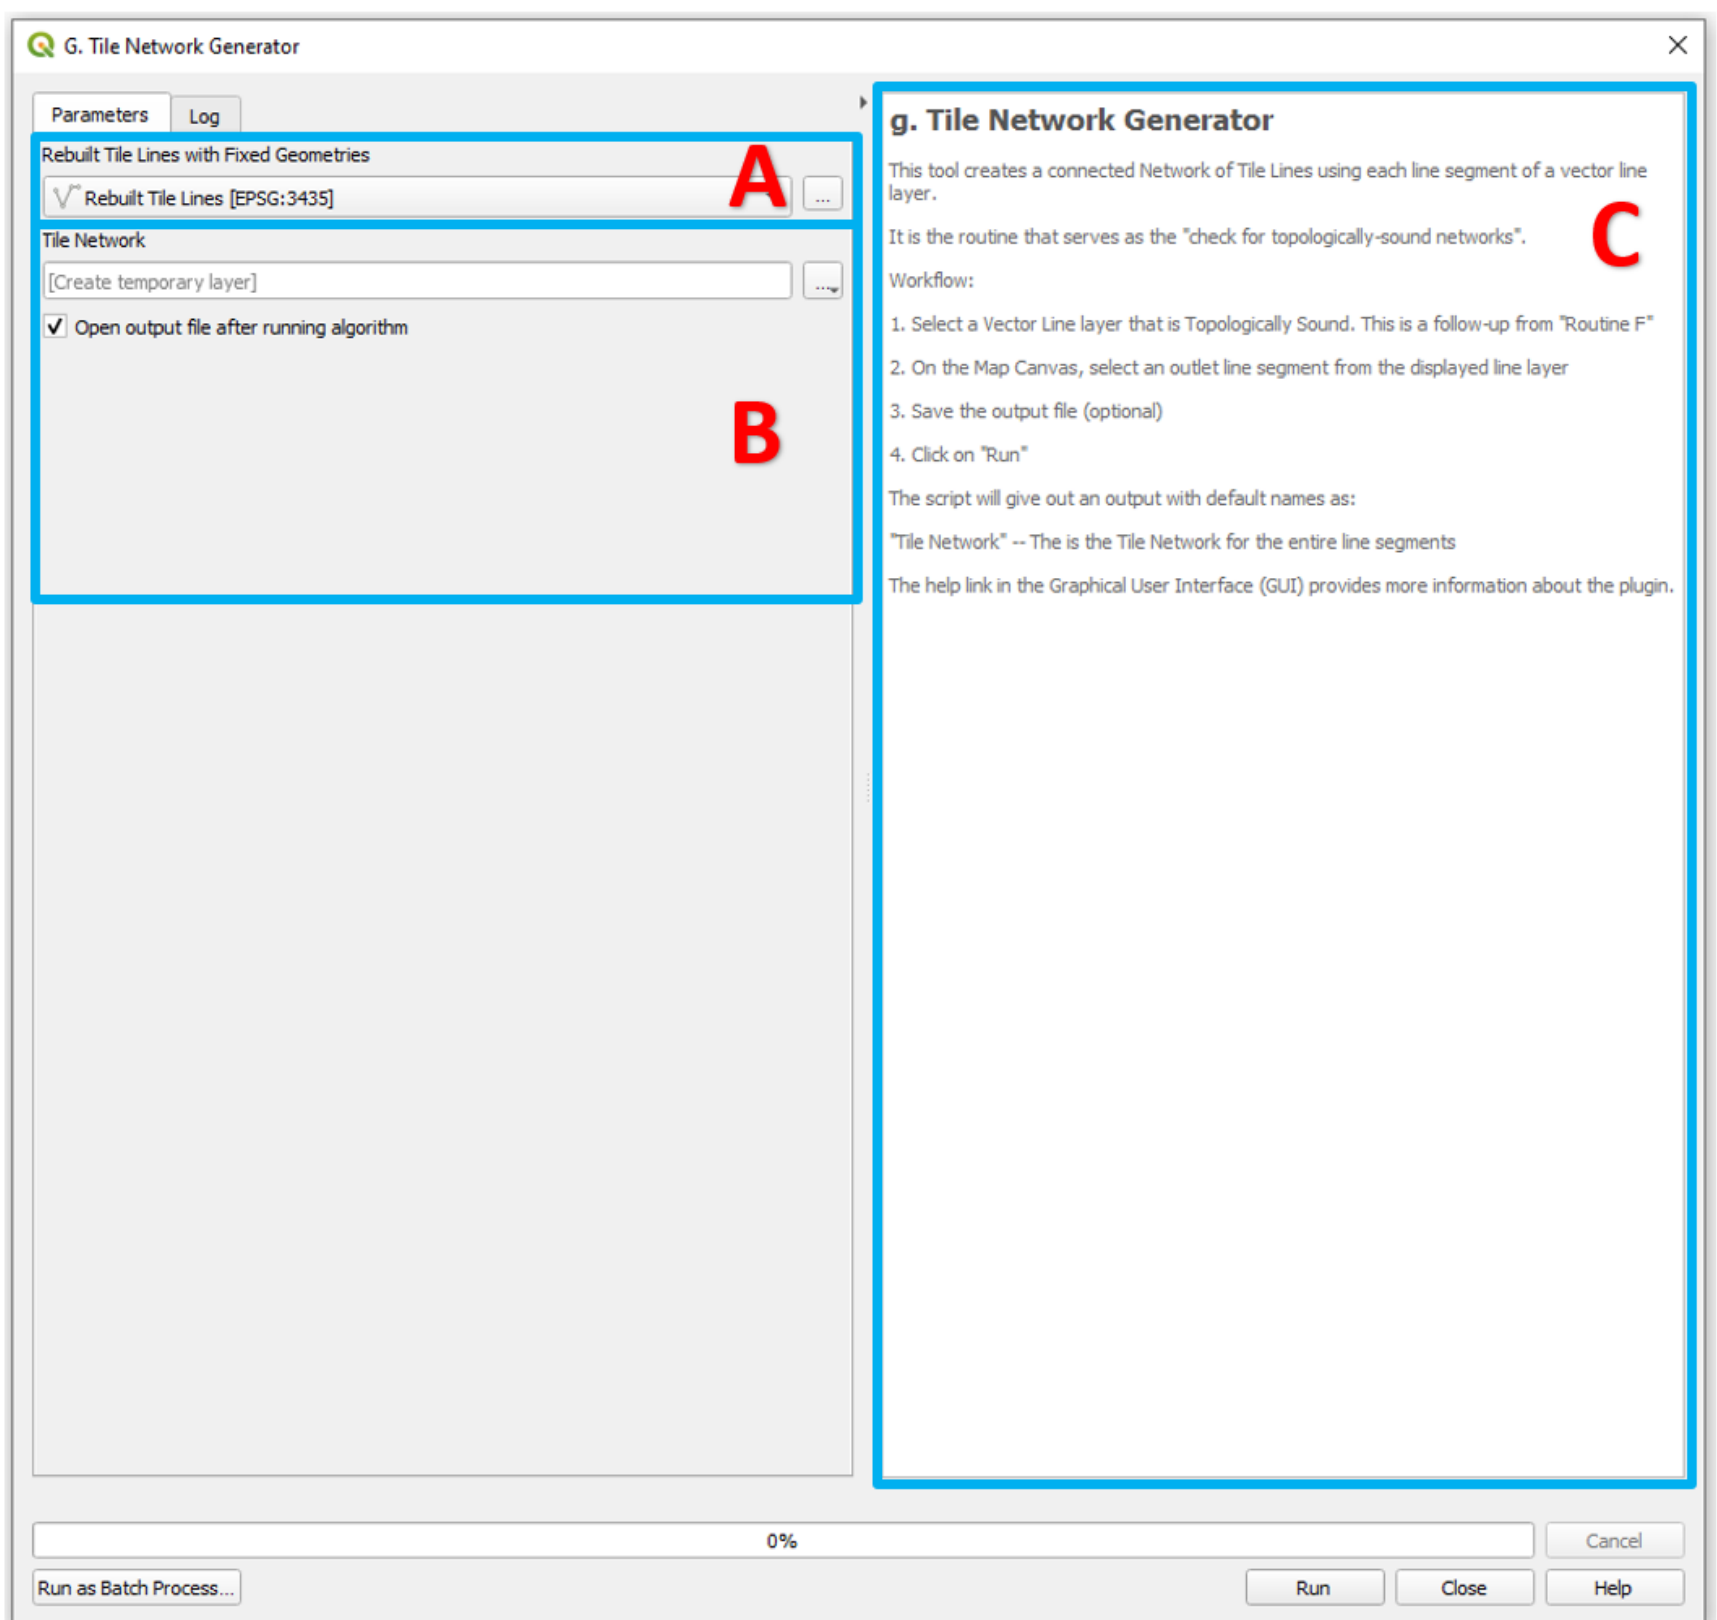 G. Tile Network Generator
Parameters
Log
Rebuilt Tile Lines with Fixed Geometries
A
Rebuilt Tile Lines [EPSG:3435]
...
Tile Network
[Create temporary layer]
...
Open output file after running algorithm
B
g. Tile Network Generator
This tool creates a connected Network of Tile Lines using each line segment of a vector line
layer.
C
It is the routine that serves as the "check for topologically-sound networks".
Workflow:
1. Select a Vector Line layer that is Topologically Sound. This is a follow-up from "Routine F"
2. On the Map Canvas, select an outlet line segment from the displayed line layer
3. Save the output file (optional)
4. Click on "Run"
The script will give out an output with default names as:
"Tile Network" -- The is the Tile Network for the entire line segments
The help link in the Graphical User Interface (GUI) provides more information about the plugin.
0%
Cancel
Run as Batch Process...
Run
Close
Help